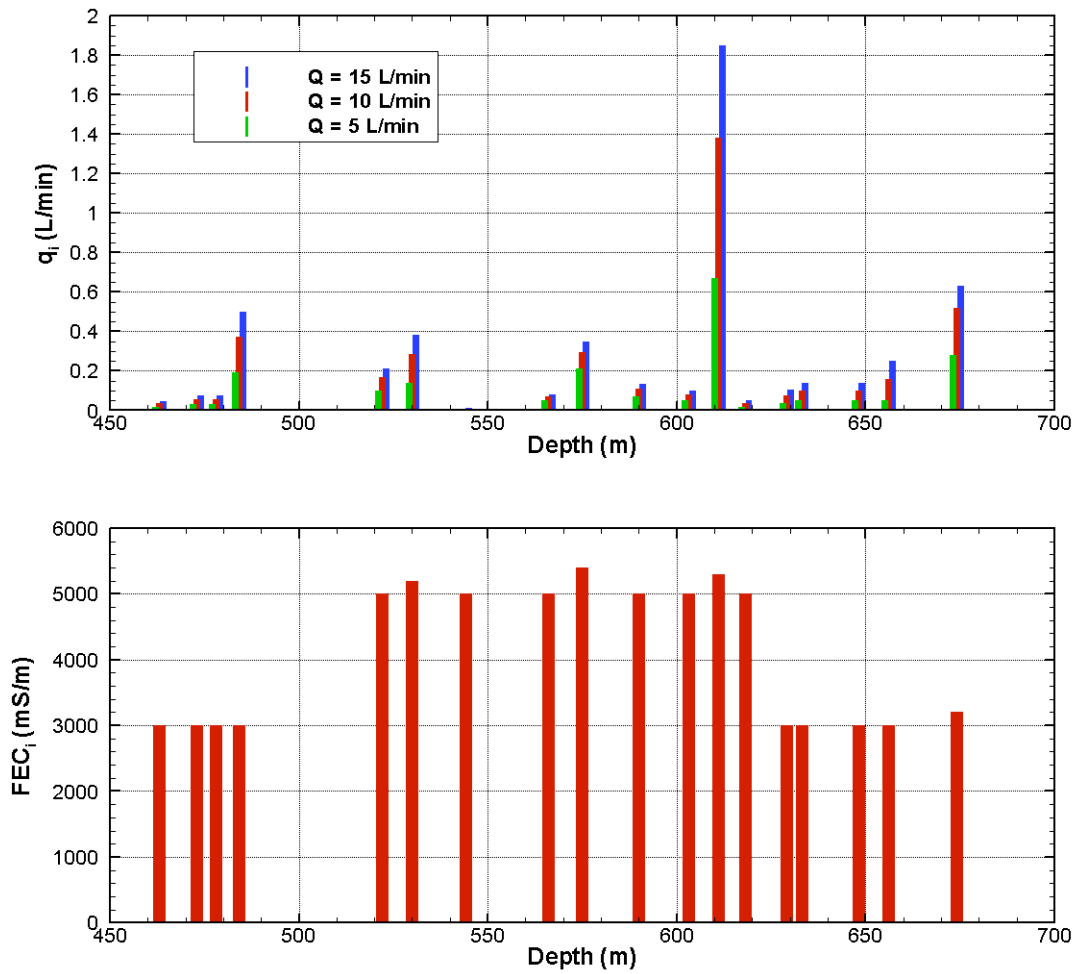 2
1.8
1.6
1.4
1.2
1
0.8
0.6
0.4
0.2
0
q_i (L/min)
Q = 15 L/min
Q = 10 L/min
Q = 5 L/min
450 500 550 600 650 700
Depth (m)
6000
5000
4000
3000
2000
1000
0
FEC_i (mS/m)
450 500 550 600 650 700
Depth (m)